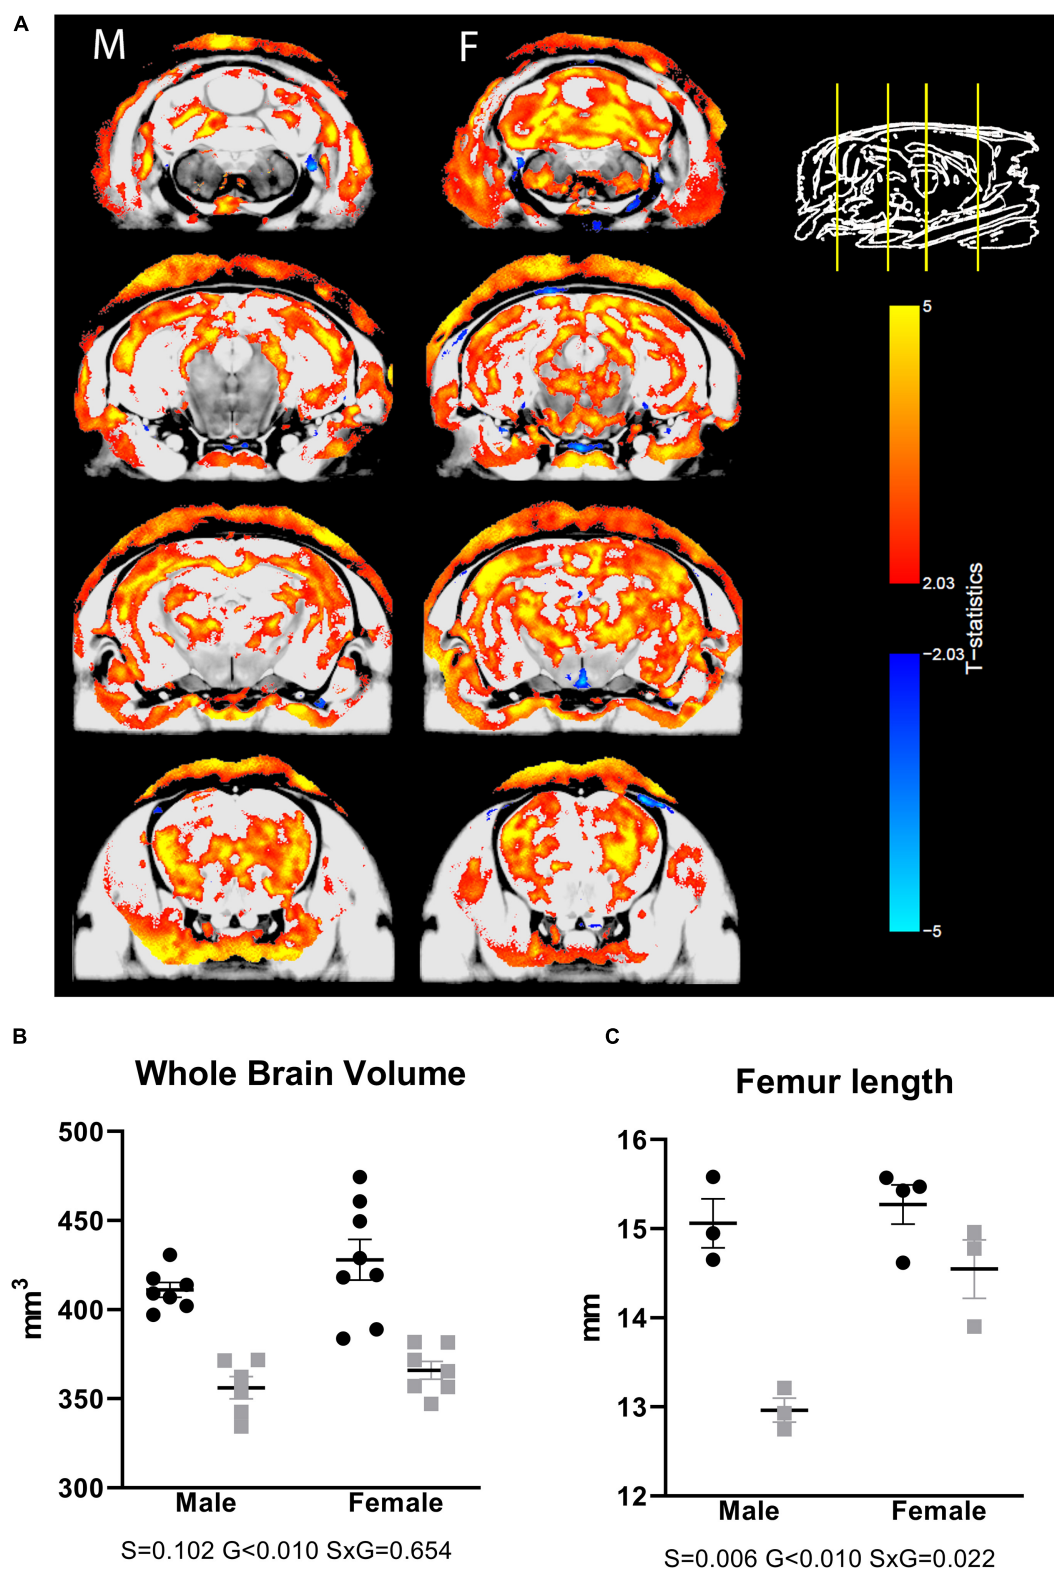 A
M F
5
2.03
−2.03
T-statistics
−5
B
Whole Brain Volume
500
450
400
350
300
mm3
Male Female
S=0.102 G<0.010 SxG=0.654
C
Femur length
16
15
14
13
12
mm
Male Female
S=0.006 G<0.010 SxG=0.022